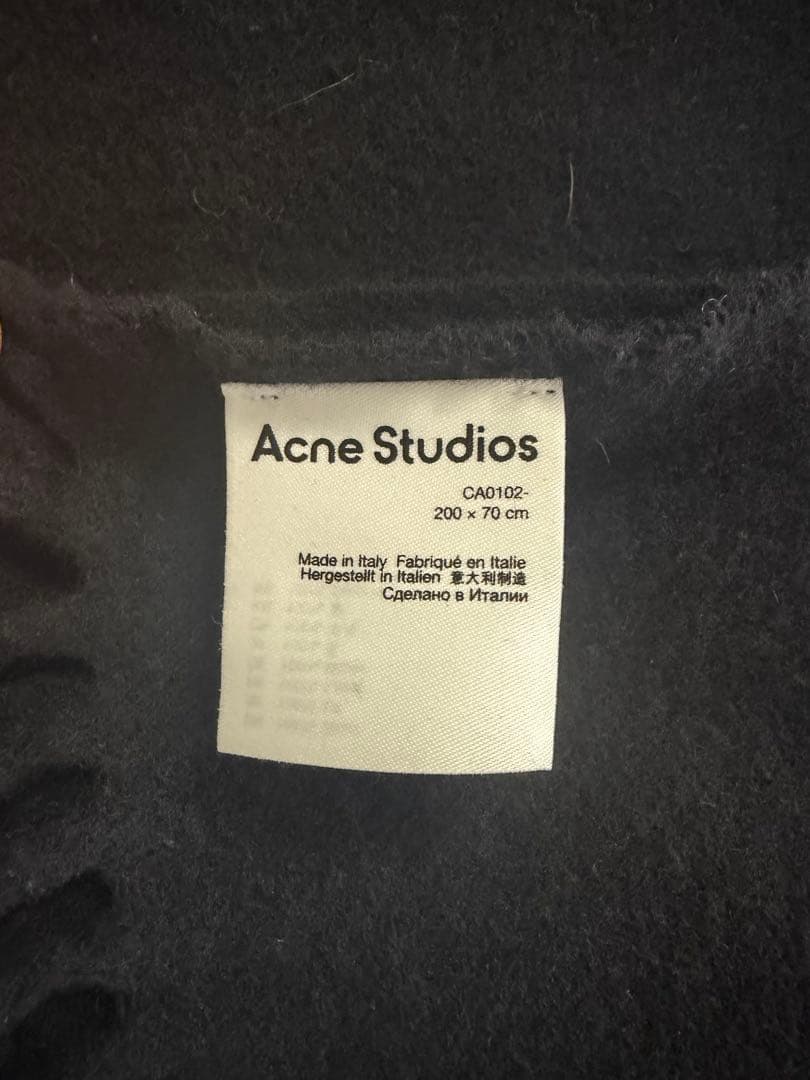 Acne Studios
CA0102-
200 × 70 cm
Made in Italy Fabriqué en Italie
Hergestellt in Italien 意大利制造
Сделано в Италии